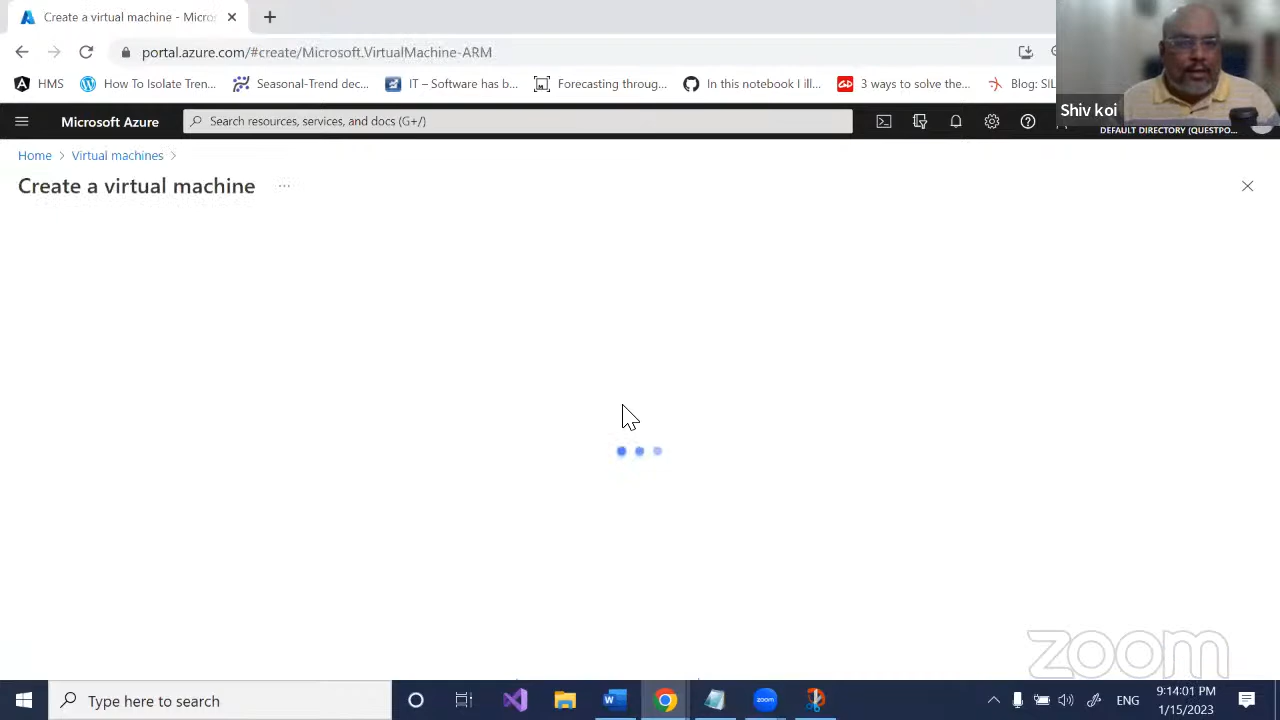 Create a virtual machine - Micros
portal.azure.com/#create/Microsoft.VirtualMachine-ARM
HMS
How To Isolate Tren...
Seasonal-Trend dec...
IT – Software has b...
Forecasting throug...
In this notebook I ill...
3 ways to solve the...
Blog: SIL
Shiv koi
Microsoft Azure
Search resources, services, and docs (G+/)
DEFAULT DIRECTORY (QUESTPO...
Home > Virtual machines >
Create a virtual machine ...
zoom
Type here to search
zoom
ENG
9:14:01 PM
1/15/2023